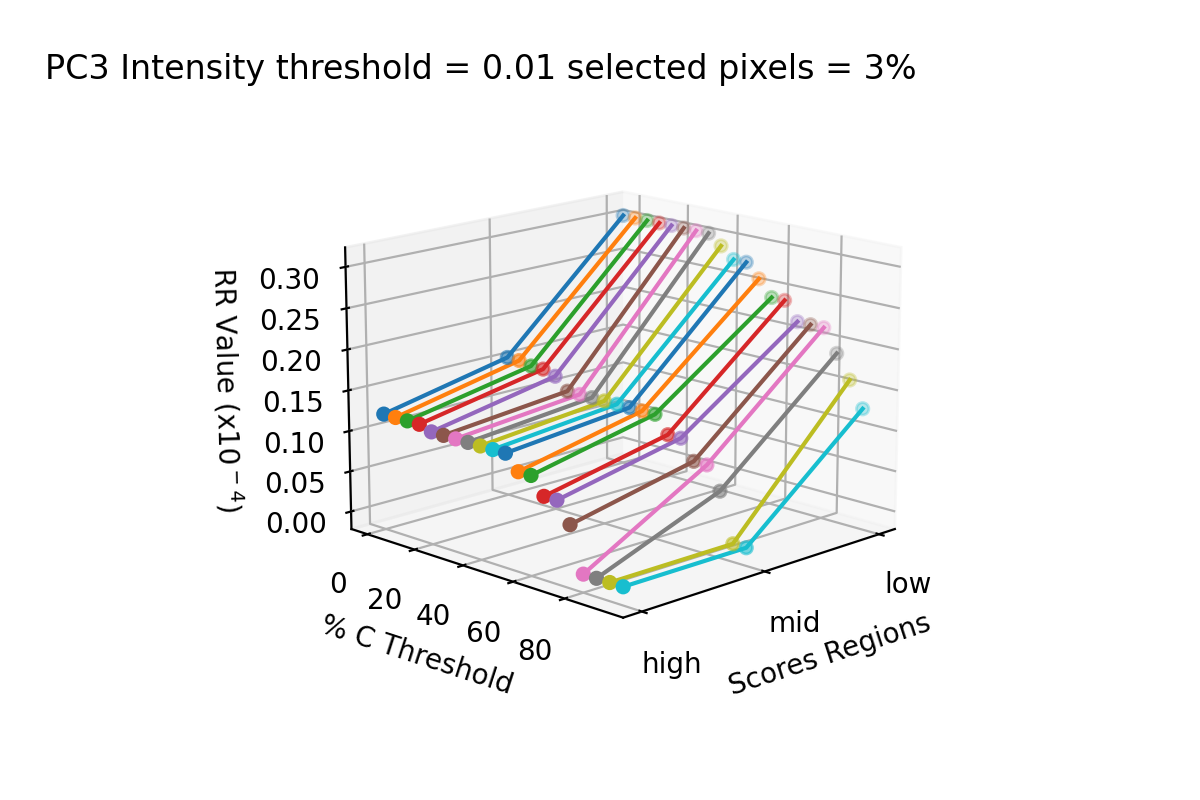 PC3 Intensity threshold = 0.01 selected pixels = 3%
RR Value (x10⁻⁴)
0.30
0.25
0.20
0.15
0.10
0.05
0.00
0
20
40
60
80
% C Threshold
low
mid
high
Scores Regions